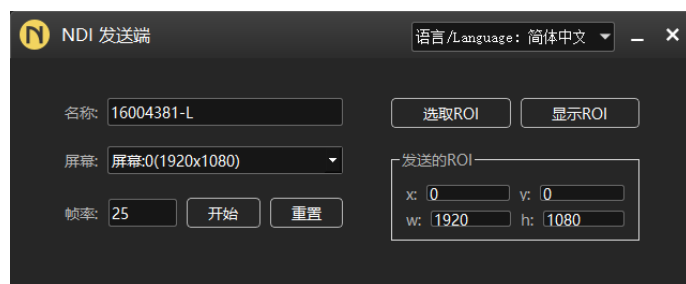 N NDI 发送端 语言/Language: 简体中文
名称: 16004381-L 选取ROI 显示ROI
屏幕: 屏幕:0(1920x1080) 发送的ROI
x: 0 y: 0
帧率: 25 开始 重置 w: 1920 h: 1080